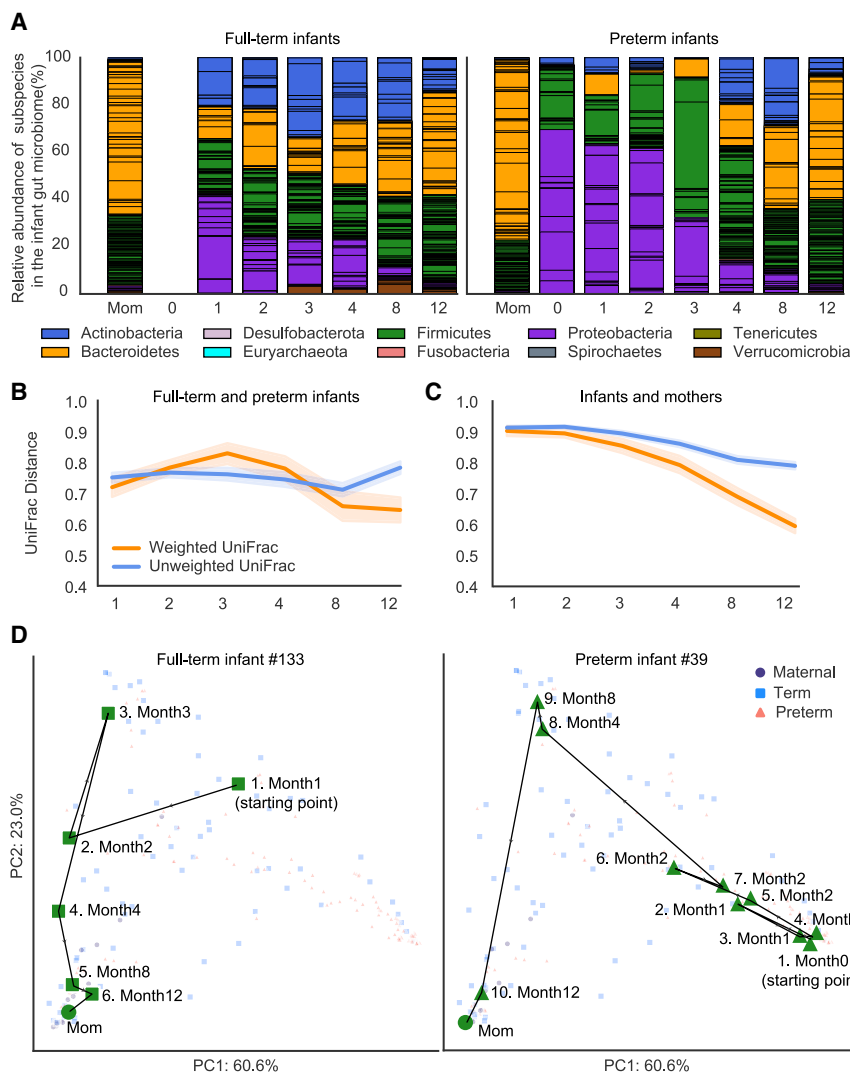 A
Full-term infants
Preterm infants
Relative abundance of subspecies
in the infant gut microbiome(%)
100
80
60
40
20
0
Mom 0 1 2 3 4 8 12
Mom 0 1 2 3 4 8 12
Actinobacteria Desulfobacterota Firmicutes Proteobacteria Tenericutes
Bacteroidetes Euryarchaeota Fusobacteria Spirochaetes Verrucomicrobia
B
Full-term and preterm infants
UniFrac Distance
1.0
0.9
0.8
0.7
0.6
0.5
0.4
Weighted UniFrac
Unweighted UniFrac
1 2 3 4 8 12
C
Infants and mothers
1.0
0.9
0.8
0.7
0.6
0.5
0.4
1 2 3 4 8 12
D
Full-term infant #133
3. Month3
1. Month1
(starting point)
2. Month2
4. Month4
5. Month8
6. Month12
Mom
PC2: 23.0%
PC1: 60.6%
Preterm infant #39
Maternal
Term
Preterm
9. Month8
8. Month4
6. Month2
7. Month2
5. Month2
2. Month1
4. Month
3. Month1
1. Month0
(starting point)
10. Month12
Mom
PC1: 60.6%